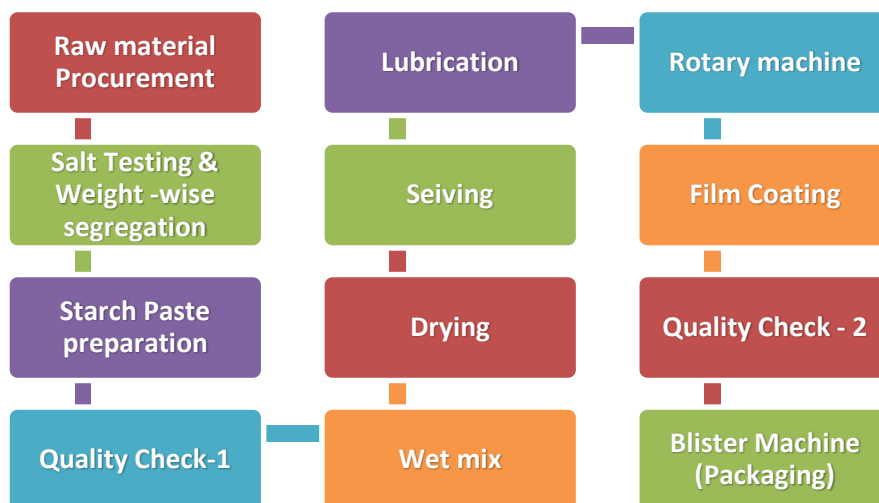 Raw material
Procurement
Salt Testing &
Weight -wise
segregation
Starch Paste
preparation
Quality Check-1
Wet mix
Drying
Seiving
Lubrication
Rotary machine
Film Coating
Quality Check - 2
Blister Machine
(Packaging)